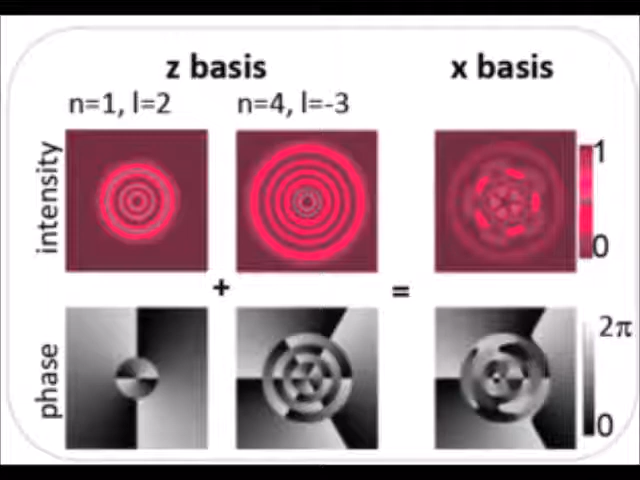 z basis
x basis
n=1, l=2
n=4, l=-3
intensity
1
0
+
=
phase
2π
0